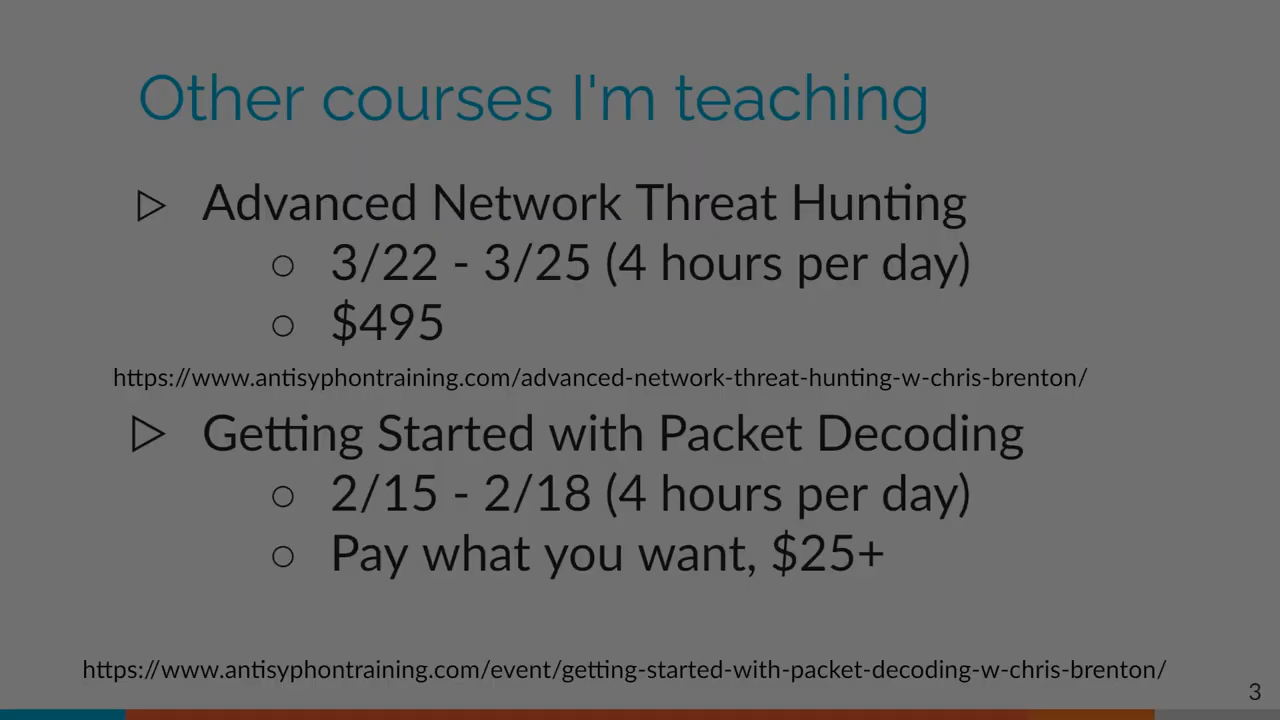 Other courses I'm teaching
▷ Advanced Network Threat Hunting
○ 3/22 - 3/25 (4 hours per day)
○ $495
https://www.antisyphontraining.com/advanced-network-threat-hunting-w-chris-brenton/
▷ Getting Started with Packet Decoding
○ 2/15 - 2/18 (4 hours per day)
○ Pay what you want, $25+
https://www.antisyphontraining.com/event/getting-started-with-packet-decoding-w-chris-brenton/
3